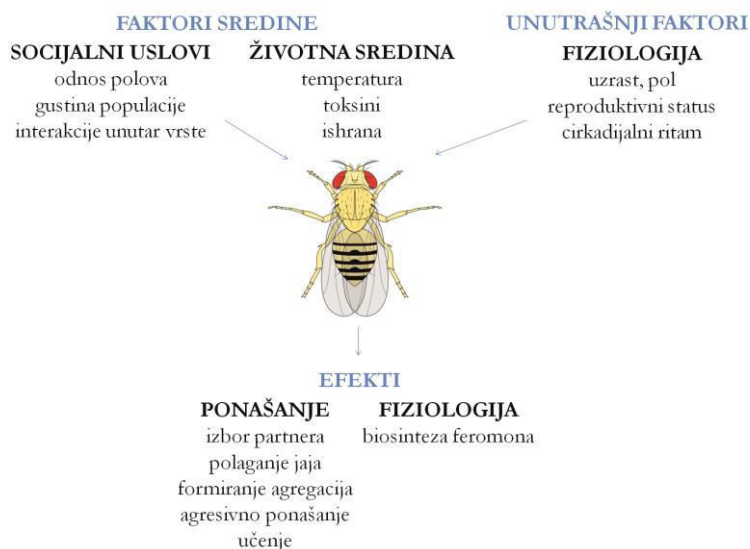 FAKTORI SREDINE
SOCIJALNI USLOVI
odnos polova
gustina populacije
interakcije unutar vrste
ŽIVOTNA SREDINA
temperatura
toksini
ishrana
UNUTRAŠNJI FAKTORI
FIZIOLOGIJA
uzrast, pol
reproduktivni status
cirkadijalni ritam
EFEKTI
PONAŠANJE
izbor partnera
polaganje jaja
formiranje agregacija
agresivno ponašanje
učenje
FIZIOLOGIJA
biosinteza feromona